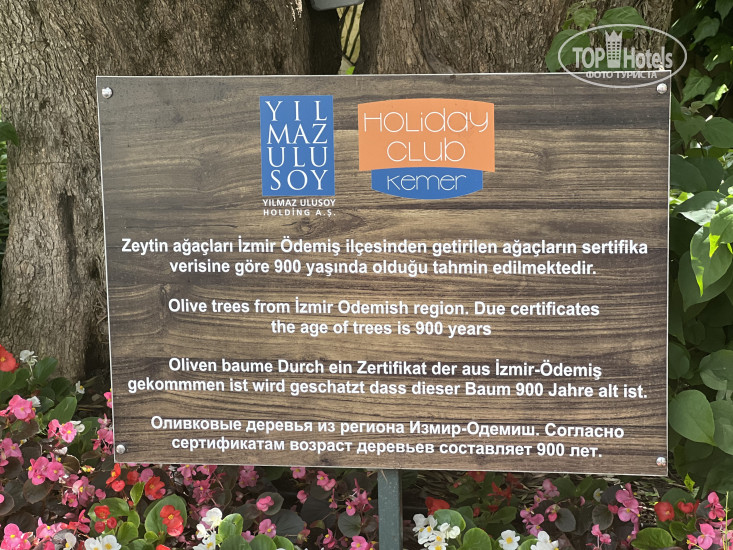 TOPHotels
ФОТО ТУРИСТА
YIL
MAZ
ULU
SOY
YILMAZ ULUSOY
HOLDİNG A.Ş.
HOLiday
CLUB
Kemer
Zeytin ağaçları İzmir Ödemiş ilçesinden getirilen ağaçların sertifika
verisine göre 900 yaşında olduğu tahmin edilmektedir.
Olive trees from İzmir Odemish region. Due certificates
the age of trees is 900 years
Oliven baume Durch ein Zertifikat der aus İzmir-Ödemiş
gekommmen ist wird geschatzt dass dieser Baum 900 Jahre alt ist.
Оливковые деревья из региона Измир-Одемиш. Согласно
сертификатам возраст деревьев составляет 900 лет.